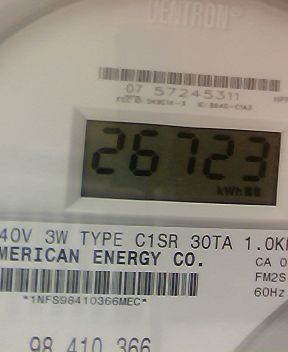 CENTRON®
07 57245311
26723
kWh
40V 3W TYPE C1SR 30TA 1.0K
MERICAN ENERGY CO.
CA 0
FM2S
*1NFS98410366MEC*
60Hz
98 410 366